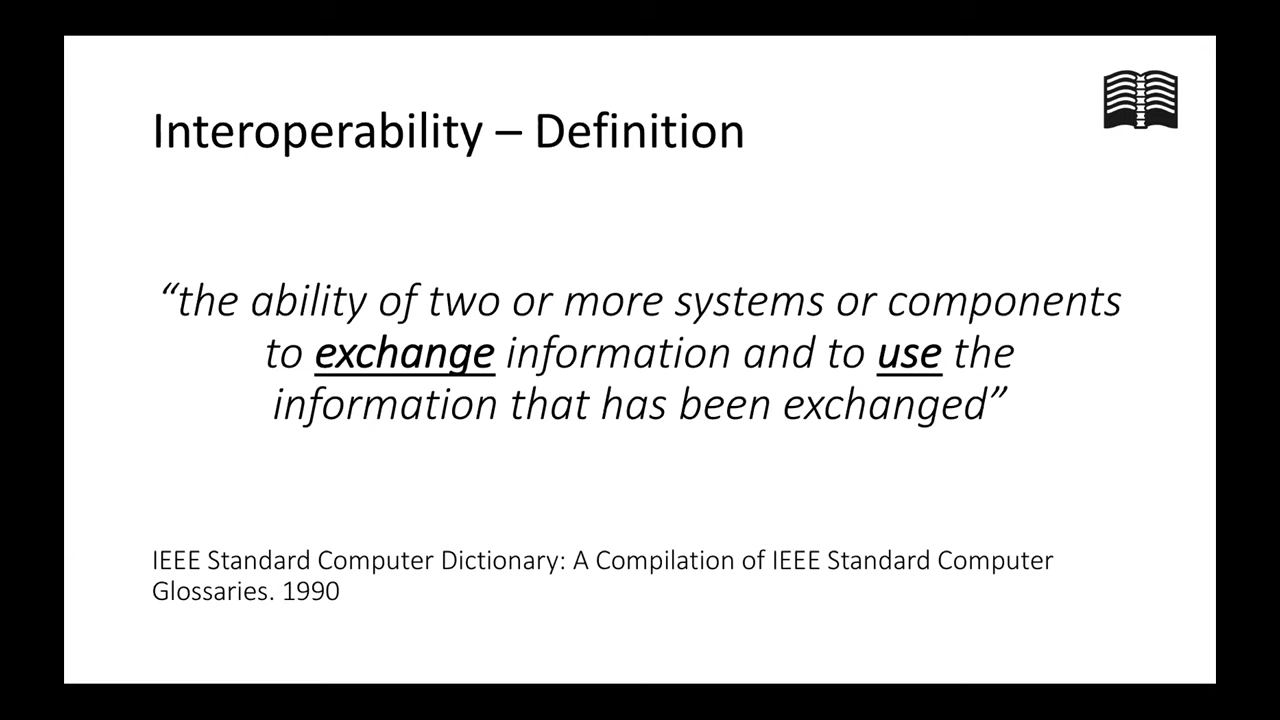 Interoperability – Definition
“the ability of two or more systems or components
to exchange information and to use the
information that has been exchanged”
IEEE Standard Computer Dictionary: A Compilation of IEEE Standard Computer
Glossaries. 1990